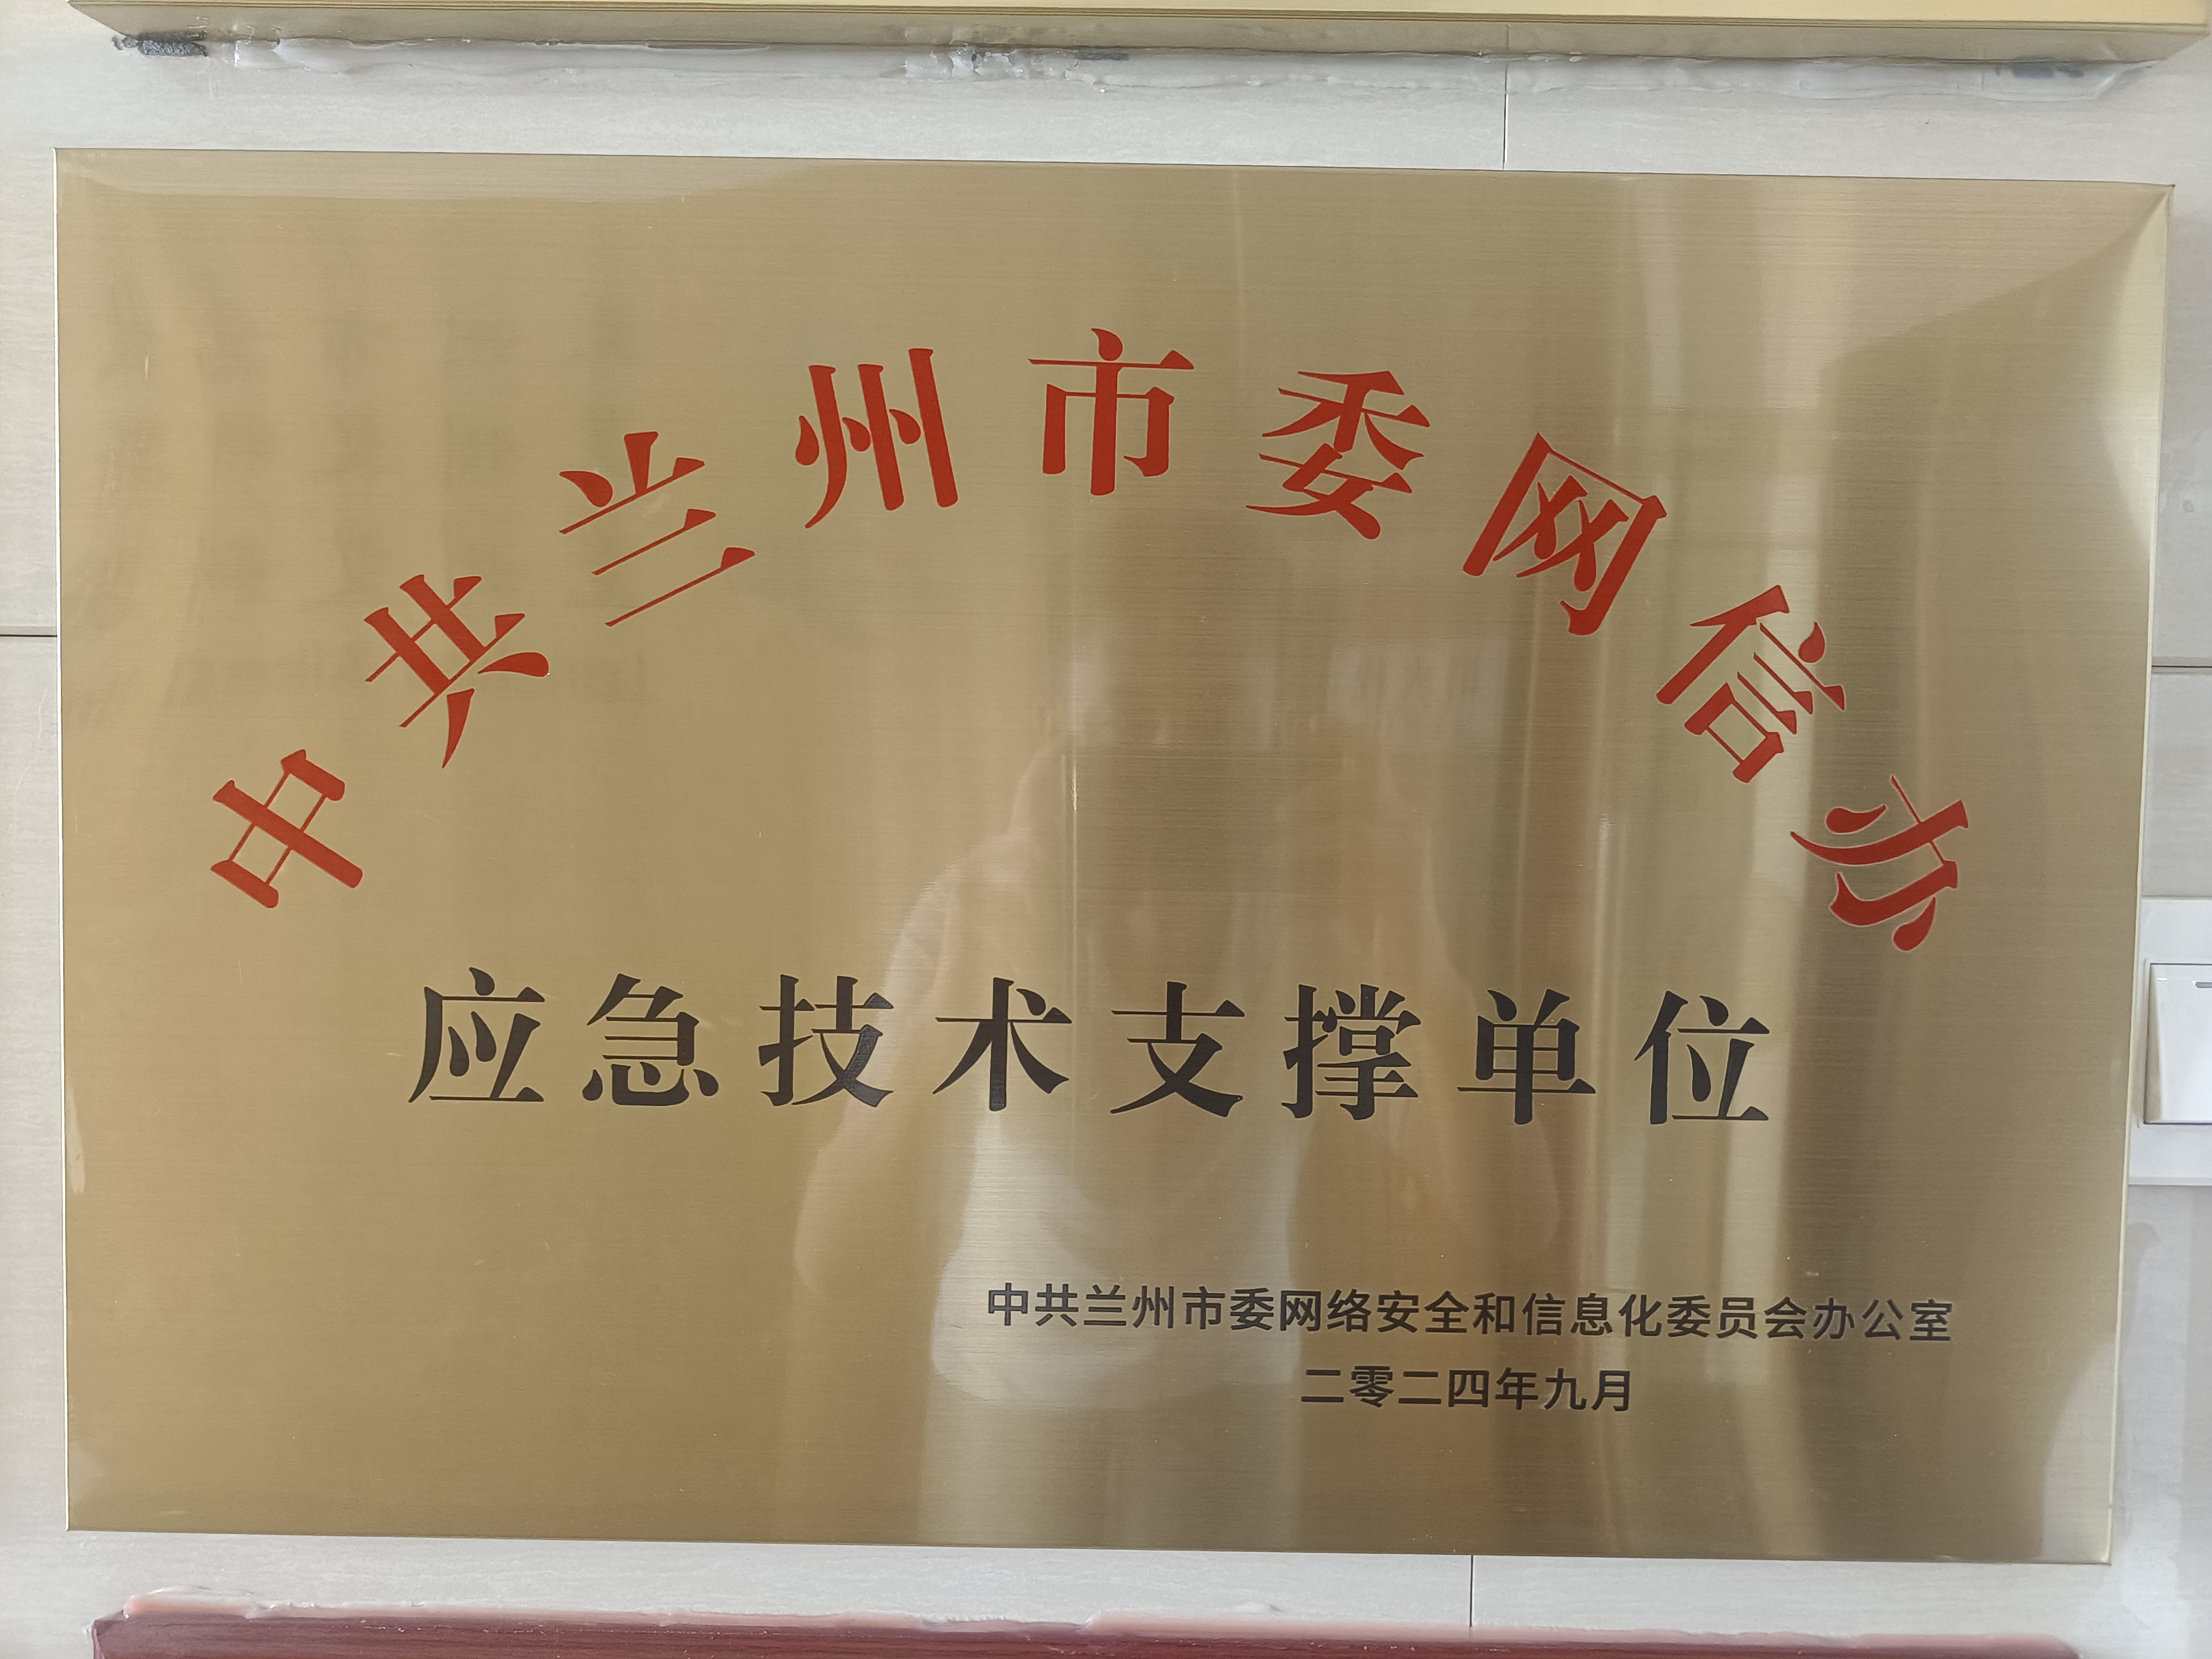 中共兰州市委网信办
应急技术支撑单位
中共兰州市委网络安全和信息化委员会办公室
二零二四年九月